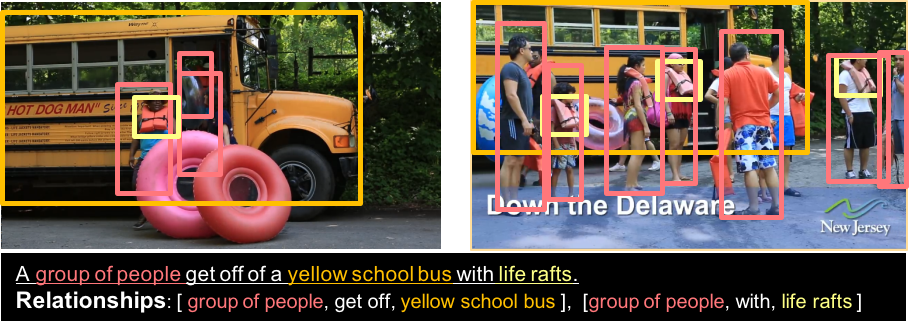 HOT DOG MAN"
Down the Delaware
New Jersey
A group of people get off of a yellow school bus with life rafts.
Relationships: [ group of people, get off, yellow school bus ], [group of people, with, life rafts ]